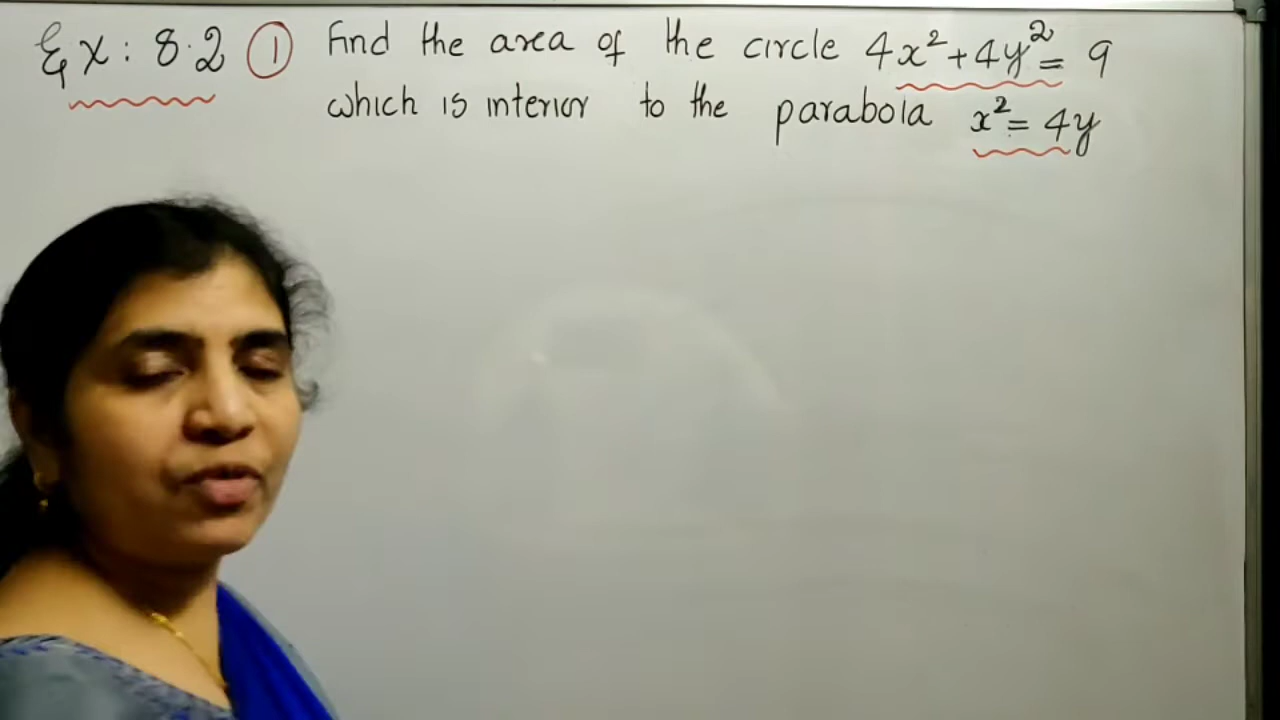 Ex: 8.2 ① Find the area of the circle 4x²+4y²= 9
which is interior to the parabola x²= 4y